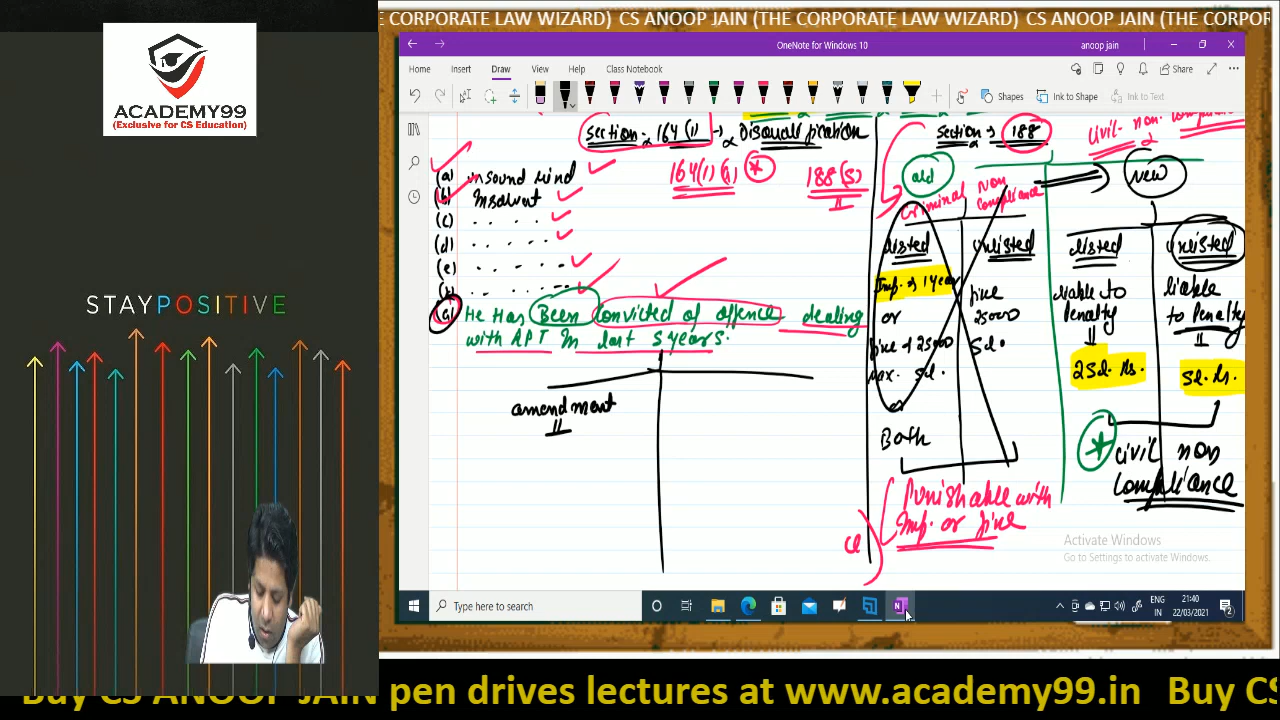 E CORPORATE LAW WIZARD) CS ANOOP JAIN (THE CORPORATE LAW WIZARD) CS ANOOP JAIN (THE CORPOR
ACADEMY99
(Exclusive for CS Education)
STAYPOSITIVE
OneNote for Windows 10
anoop jain
Home Insert Draw View Help Class Notebook
Share
Shapes
Ink to Shape
Ink to Text
Section 164(1) Disqualification
(a) unsound mind
(b) Insolvent
(c) . . . .
(d) . . . .
(e) . . . .
164(1)(g) * 188(5)
(g) He Has Been Convicted of offence dealing
with RPT In last 5 years.
amendment
Section → 188
Civil non
old
Criminal
Non Compliance
listed
unlisted
Imp. of 1 year
or
fine of 25000
Max. 5l.
or
Both
fine
25000
5l.
Punishable with
Imp. or fine
New
listed
unlisted
liable to
Penalty
25l. Rs.
liable
to Penalty
5l. Rs.
* Civil non
Compliance
Activate Windows
Go to Settings to activate Windows.
Type here to search
ENG
IN
21:40
22/03/2021
2
Buy CS ANOOP JAIN pen drives lectures at www.academy99.in Buy CS